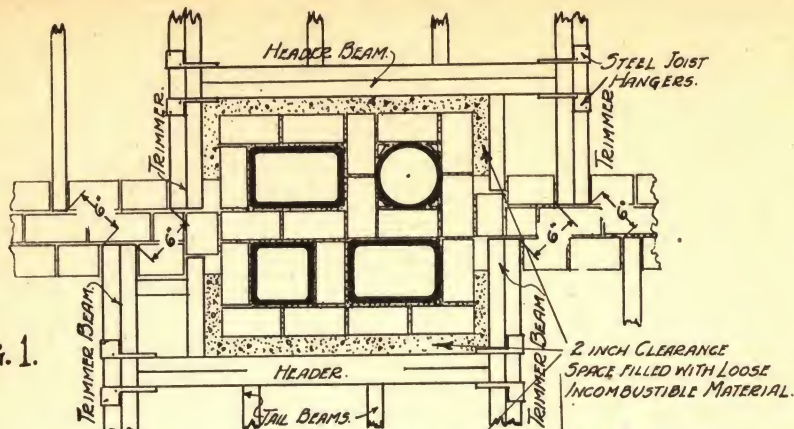 HEADER BEAM.
STEEL JOIST
HANGERS.
TRIMMER
TRIMMER
6"
6"
6"
6"
G. 1.
TRIMMER BEAM.
TRIMMER BEAM
2 INCH CLEARANCE
SPACE FILLED WITH LOOSE
INCOMBUSTIBLE MATERIAL.
HEADER.
TAIL BEAMS.